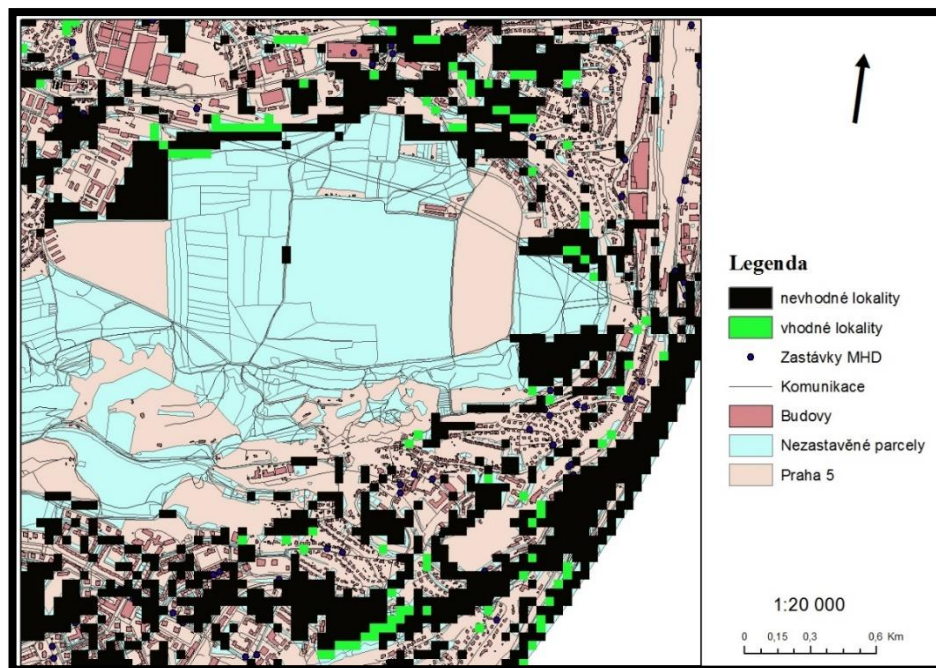 Legenda
nevhodné lokality
vhodné lokality
Zastávky MHD
Komunikace
Budovy
Nezastavěné parcely
Praha 5
1:20 000
0 0,15 0,3 0,6 Km